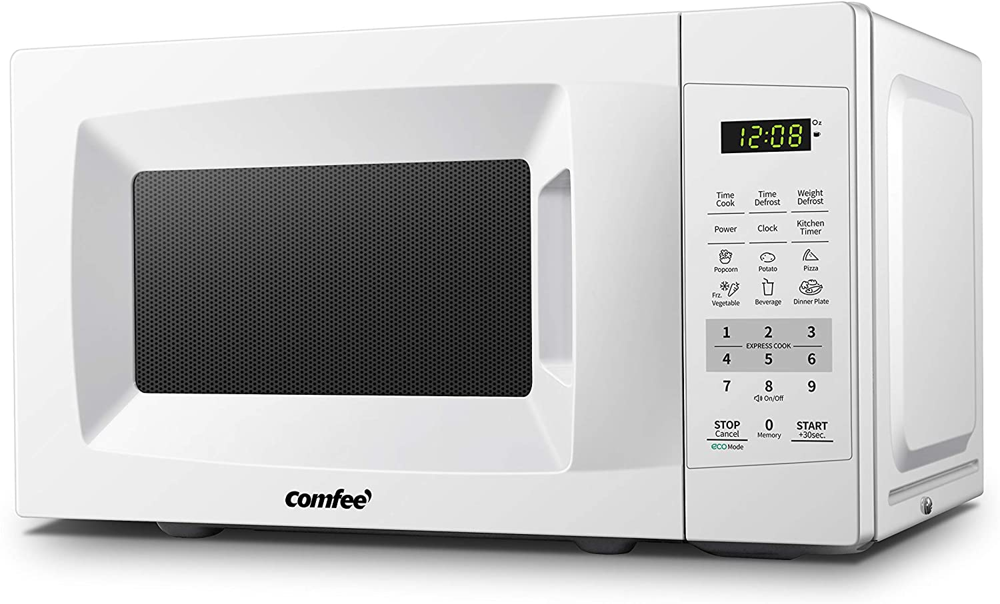 12:08
Oz
Time Cook
Time Defrost
Weight Defrost
Power
Clock
Kitchen Timer
Popcorn
Potato
Pizza
Frz. Vegetable
Beverage
Dinner Plate
1 2 3
EXPRESS COOK
4 5 6
7 8 9
On/Off
STOP
Cancel
eco Mode
0
Memory
START
+30sec.
comfee'